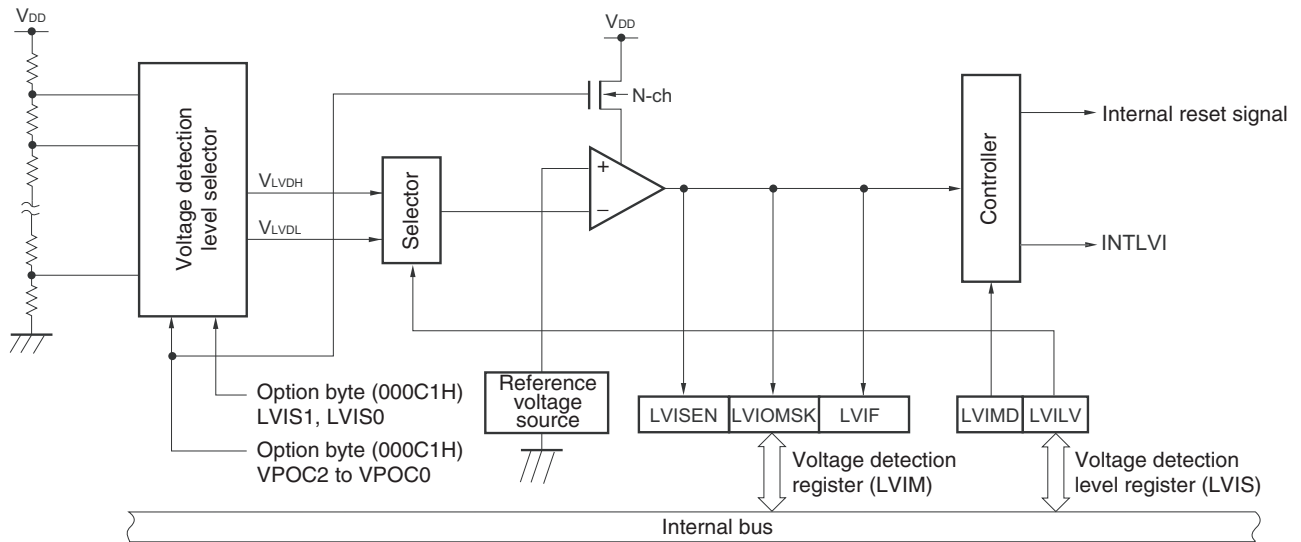 VDD
VDD
N-ch
Voltage detection
level selector
VLVDH
VLVDL
Selector
+
−
Controller
Internal reset signal
INTLVI
Option byte (000C1H)
LVIS1, LVIS0
Option byte (000C1H)
VPOC2 to VPOC0
Reference
voltage
source
LVISEN
LVIOMSK
LVIF
LVIMD
LVILV
Voltage detection
register (LVIM)
Voltage detection
level register (LVIS)
Internal bus